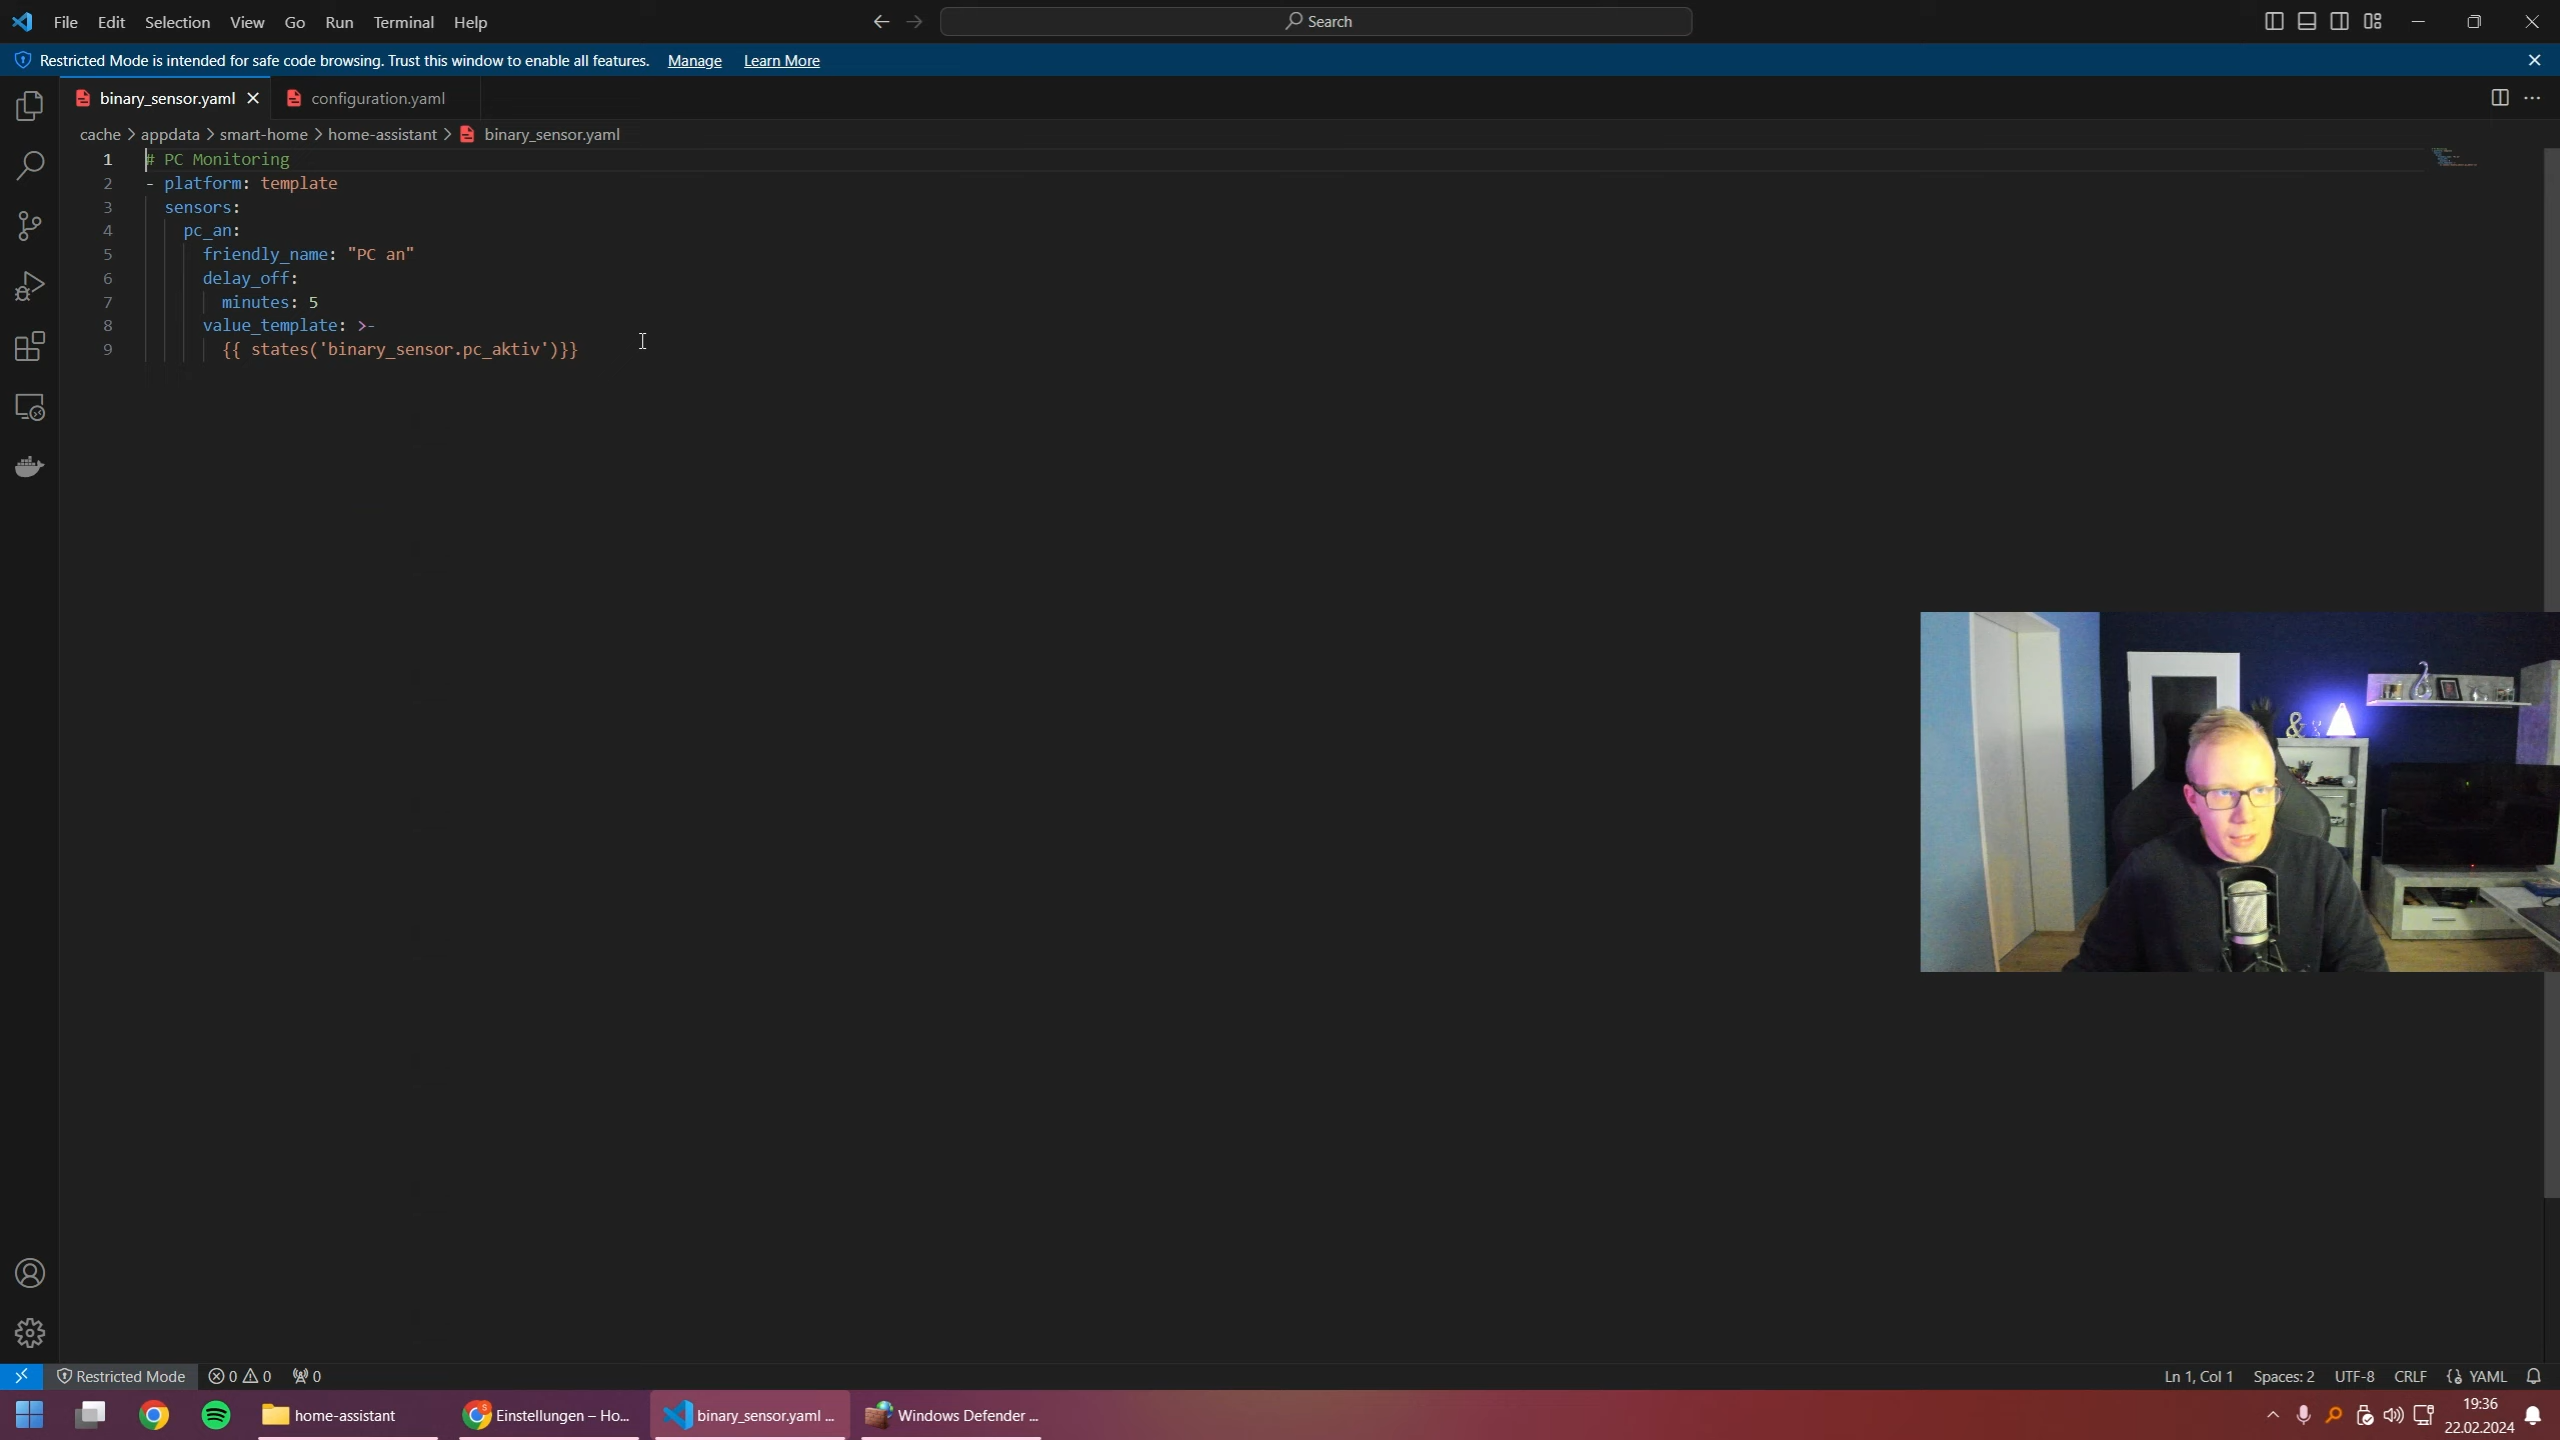 File Edit Selection View Go Run Terminal Help
Search
Restricted Mode is intended for safe code browsing. Trust this window to enable all features. Manage Learn More
binary_sensor.yaml configuration.yaml
cache > appdata > smart-home > home-assistant > binary_sensor.yaml
1 # PC Monitoring
2 - platform: template
3 sensors:
4 pc_an:
5 friendly_name: "PC an"
6 delay_off:
7 minutes: 5
8 value_template: >-
9 {{ states('binary_sensor.pc_aktiv')}}
&
Restricted Mode 0 0 0
Ln 1, Col 1 Spaces: 2 UTF-8 CRLF YAML
home-assistant
5
Einstellungen – Ho...
binary_sensor.yaml ...
Windows Defender ...
19:36
22.02.2024